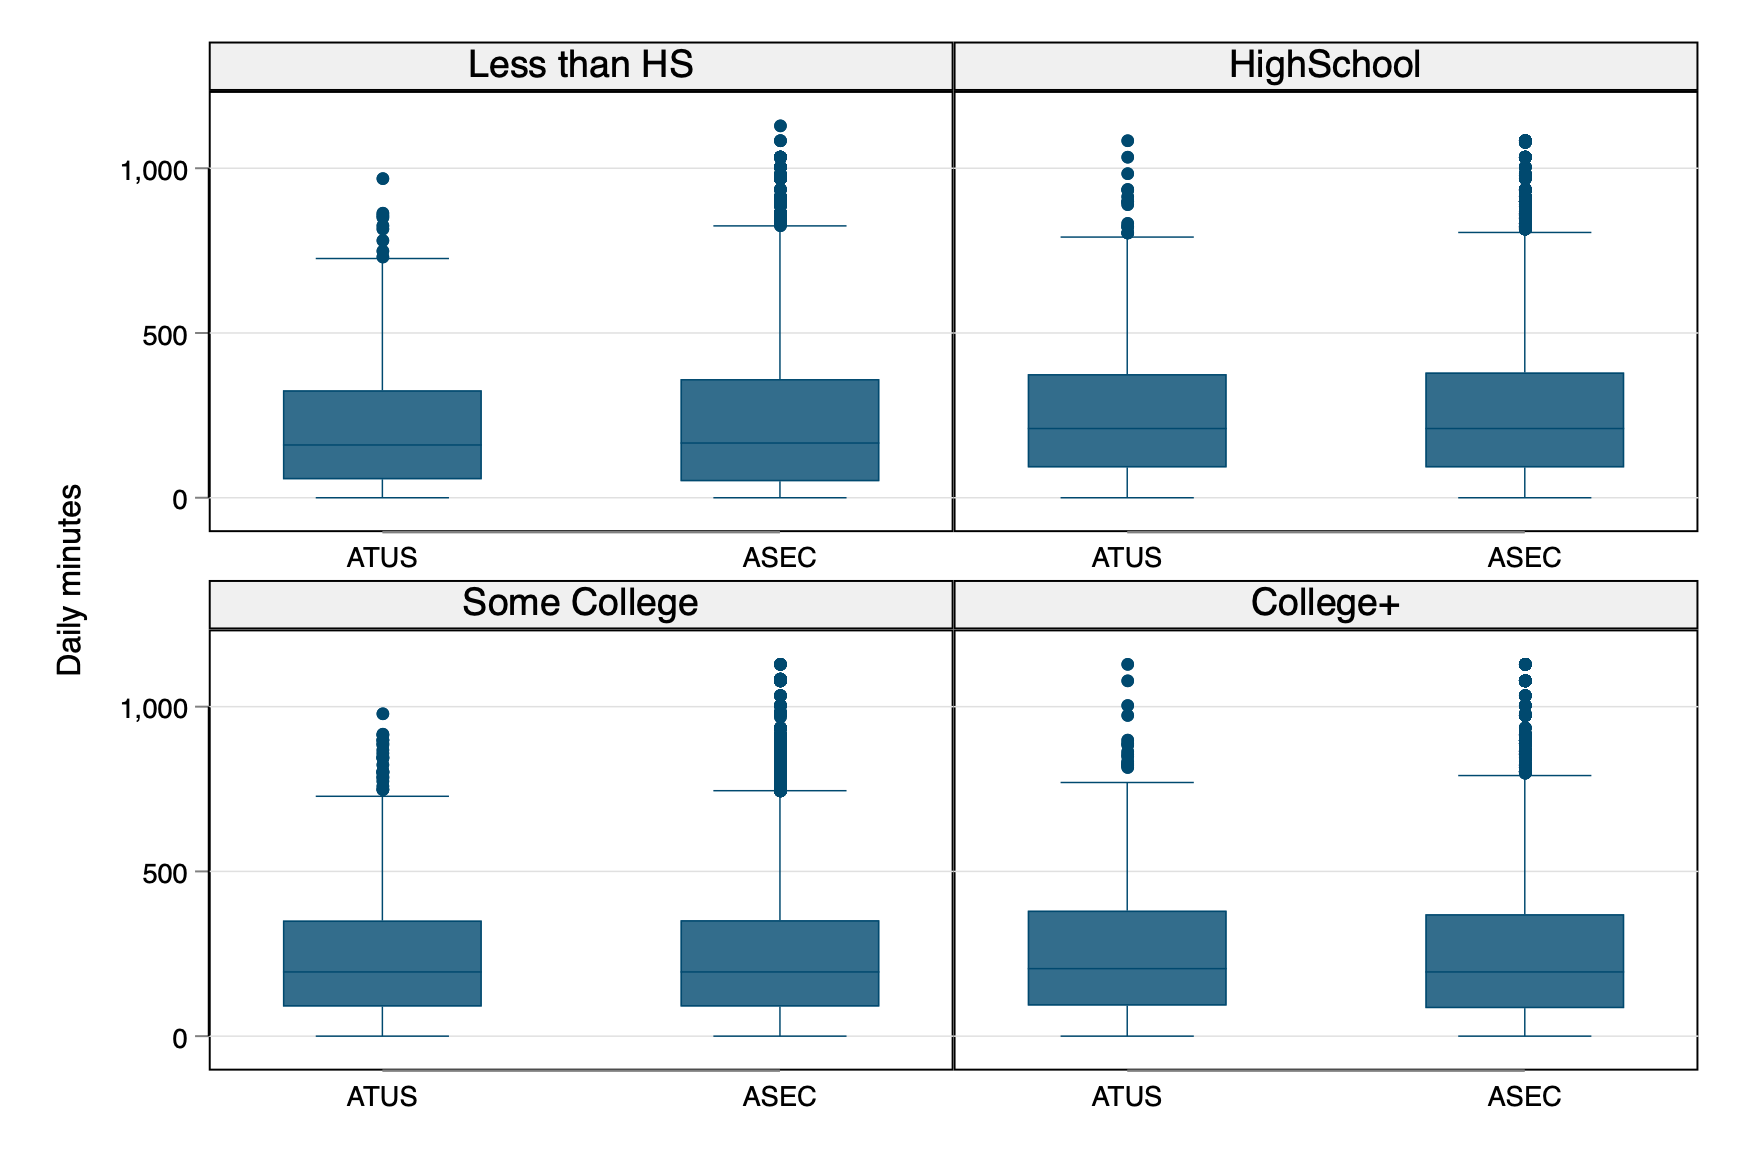 Less than HS
HighSchool
1,000
500
0
ATUS
ASEC
ATUS
ASEC
Daily minutes
Some College
College+
1,000
500
0
ATUS
ASEC
ATUS
ASEC